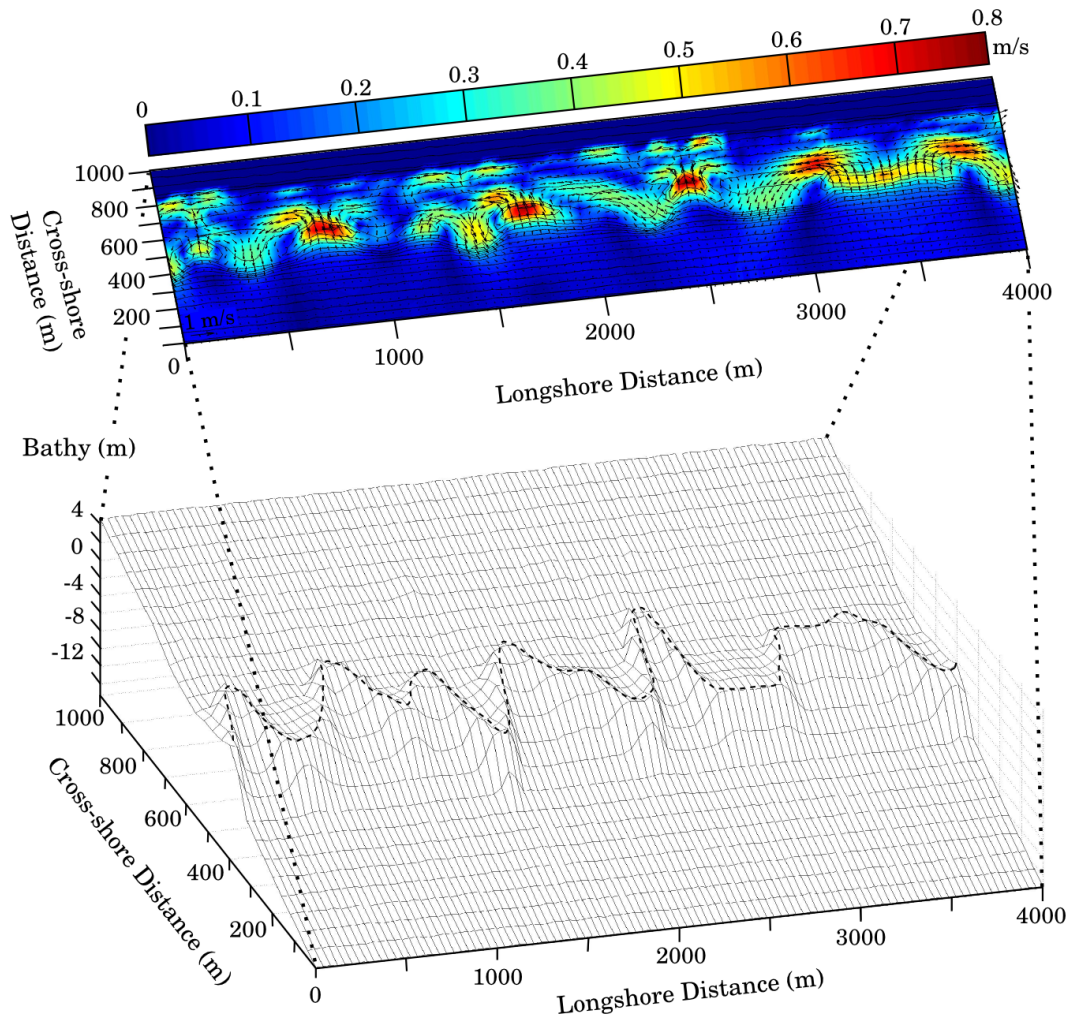 0 0.1 0.2 0.3 0.4 0.5 0.6 0.7 0.8
m/s
1000
800
600
400
200
0
Cross-shore
Distance (m)
1 m/s
1000 2000 3000 4000
Longshore Distance (m)
Bathy (m)
4
0
-4
-8
-12
1000
800
600
400
200
Cross-shore Distance (m)
0 1000 2000 3000 4000
Longshore Distance (m)